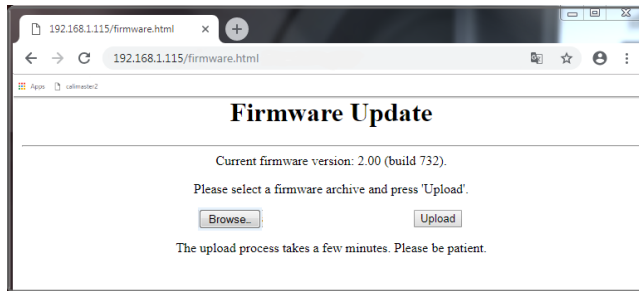 192.168.1.115/firmware.html
192.168.1.115/firmware.html
Apps callmaster2
Firmware Update
Current firmware version: 2.00 (build 732).
Please select a firmware archive and press 'Upload'.
Browse... Upload
The upload process takes a few minutes. Please be patient.